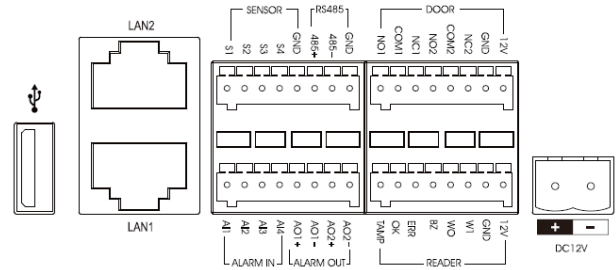 LAN2
SENSOR
RS485
DOOR
S1 S2 S3 S4 GND 485+ 485- GND
NO1 COM1 NC1 NO2 COM2 NC2 GND 12V
LAN1
AI1 AI2 AI3 AI4 AO1+ AO1- AO2+ AO2-
TAMP OK ERR BZ WO W1 GND 12V
ALARM IN
ALARM OUT
READER
+ -
DC12V